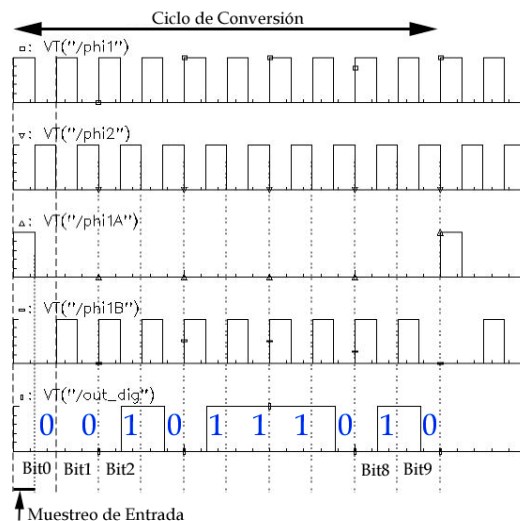 Ciclo de Conversión
▫: VT("/phi1")
▿: VT("/phi2")
▵: VT("/phi1A")
-: VT("/phi1B")
▯: VT("/out_dig")
0 0 1 0 1 1 1 0 1 0
Bit0 Bit1 Bit2 Bit8 Bit9
Muestreo de Entrada